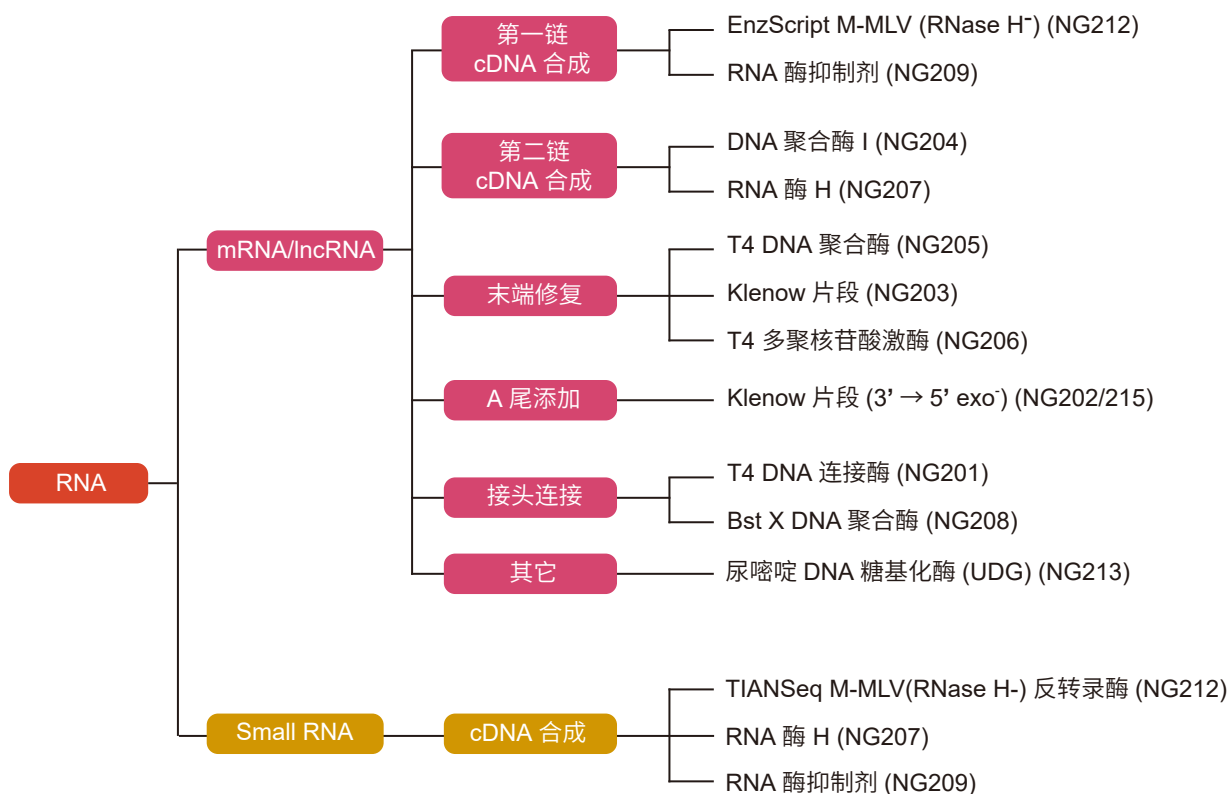 RNA
mRNA/lncRNA
第一链
cDNA 合成
EnzScript M-MLV (RNase H⁻) (NG212)
RNA 酶抑制剂 (NG209)
第二链
cDNA 合成
DNA 聚合酶 I (NG204)
RNA 酶 H (NG207)
末端修复
T4 DNA 聚合酶 (NG205)
Klenow 片段 (NG203)
T4 多聚核苷酸激酶 (NG206)
A 尾添加
Klenow 片段 (3’ → 5’ exo⁻) (NG202/215)
接头连接
T4 DNA 连接酶 (NG201)
Bst X DNA 聚合酶 (NG208)
其它
尿嘧啶 DNA 糖基化酶 (UDG) (NG213)
Small RNA
cDNA 合成
TIANSeq M-MLV(RNase H-) 反转录酶 (NG212)
RNA 酶 H (NG207)
RNA 酶抑制剂 (NG209)